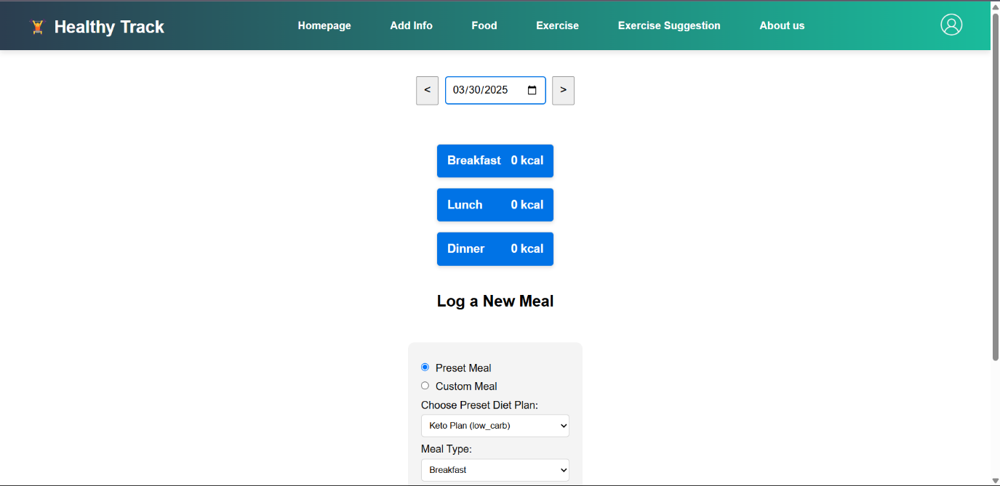 Healthy Track Homepage Add Info Food Exercise Exercise Suggestion About us
< 03/30/2025 >
Breakfast 0 kcal
Lunch 0 kcal
Dinner 0 kcal
Log a New Meal
Preset Meal
Custom Meal
Choose Preset Diet Plan:
Keto Plan (low_carb)
Meal Type:
Breakfast